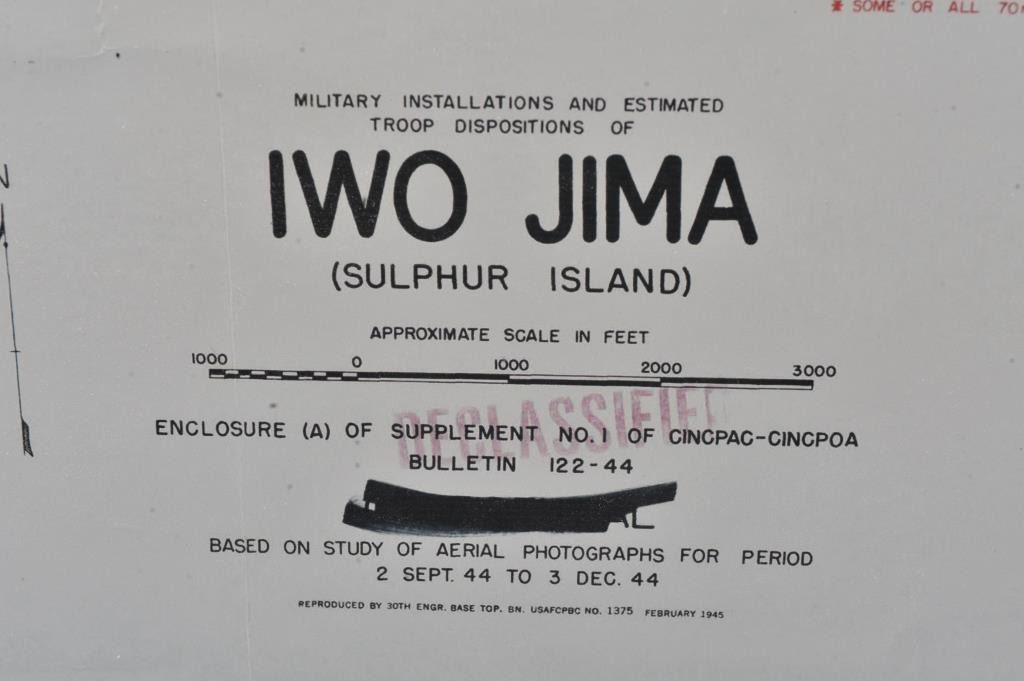 * SOME OR ALL
N
MILITARY INSTALLATIONS AND ESTIMATED
TROOP DISPOSITIONS OF
IWO JIMA
(SULPHUR ISLAND)
APPROXIMATE SCALE IN FEET
1000 0 1000 2000 3000
DECLASSIFIED
ENCLOSURE (A) OF SUPPLEMENT NO. 1 OF CINCPAC-CINCPOA
BULLETIN 122-44
BASED ON STUDY OF AERIAL PHOTOGRAPHS FOR PERIOD
2 SEPT. 44 TO 3 DEC. 44
REPRODUCED BY 30TH ENGR. BASE TOP. BN. USAFCPBC NO. 1375 FEBRUARY 1945